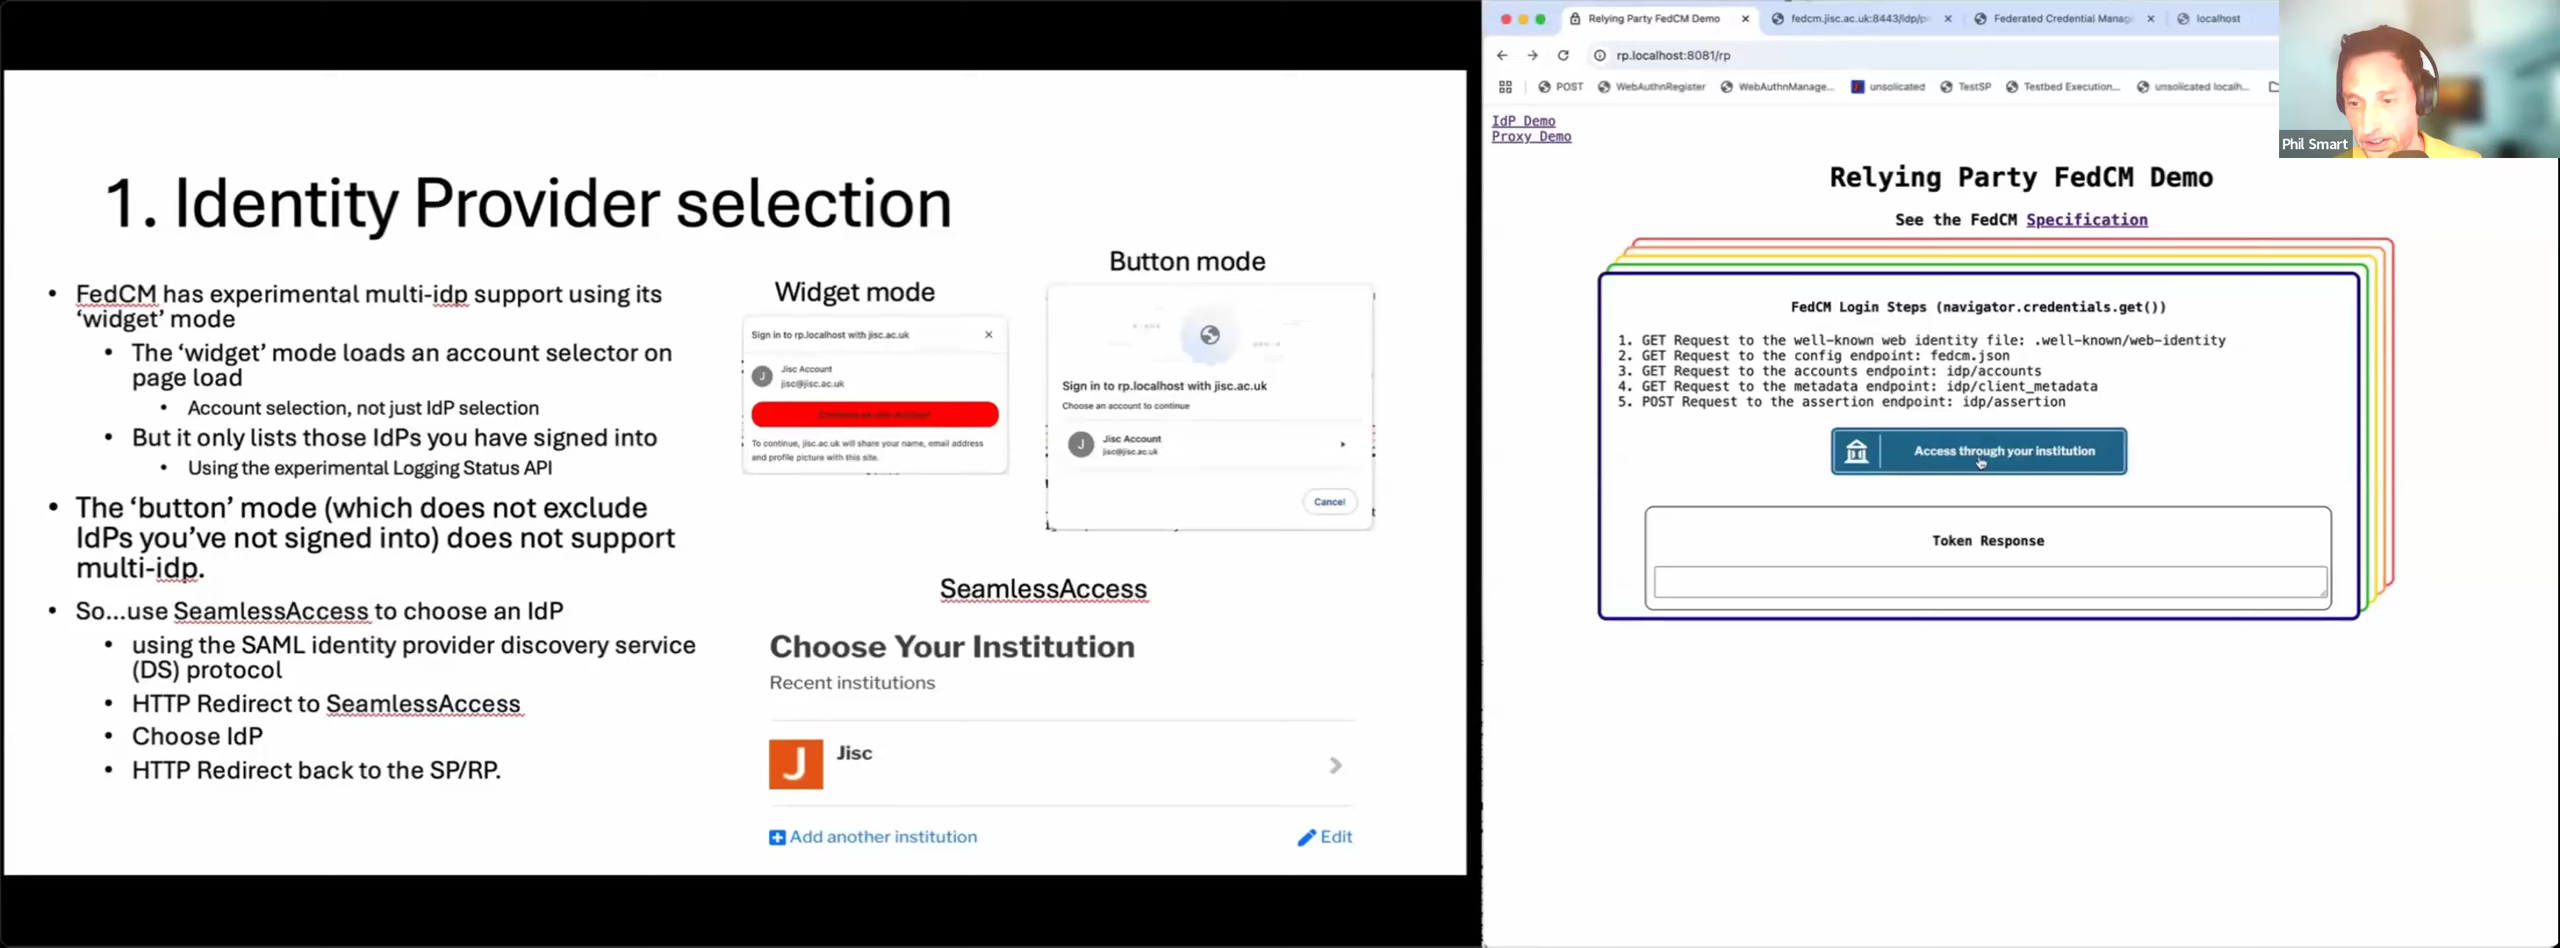 1. Identity Provider selection
• FedCM has experimental multi-idp support using its
'widget' mode
• The 'widget' mode loads an account selector on
page load
• Account selection, not just IdP selection
• But it only lists those IdPs you have signed into
• Using the experimental Logging Status API
• The 'button' mode (which does not exclude
IdPs you've not signed into) does not support
multi-idp.
• So...use SeamlessAccess to choose an IdP
• using the SAML identity provider discovery service
(DS) protocol
• HTTP Redirect to SeamlessAccess
• Choose IdP
• HTTP Redirect back to the SP/RP.
Widget mode
Sign in to rp.localhost with jisc.ac.uk
J
Jisc Account
jisc@jisc.ac.uk
To continue, jisc.ac.uk will share your name, email address
and profile picture with this site.
Button mode
Sign in to rp.localhost with jisc.ac.uk
Choose an account to continue
J
Jisc Account
jisc@jisc.ac.uk
Cancel
SeamlessAccess
Choose Your Institution
Recent institutions
J
Jisc
Add another institution
Edit
Relying Party FedCM Demo
fedcm.jisc.ac.uk:8443/idp/p
Federated Credential Manag
localhost
rp.localhost:8081/rp
POST
WebAuthnRegister
WebAuthnManage...
unsolicated
TestSP
Testbed Execution...
unsolicated localh...
IdP Demo
Proxy Demo
Phil Smart
Relying Party FedCM Demo
See the FedCM Specification
FedCM Login Steps (navigator.credentials.get())
1. GET Request to the well-known web identity file: .well-known/web-identity
2. GET Request to the config endpoint: fedcm.json
3. GET Request to the accounts endpoint: idp/accounts
4. GET Request to the metadata endpoint: idp/client_metadata
5. POST Request to the assertion endpoint: idp/assertion
Access through your institution
Token Response